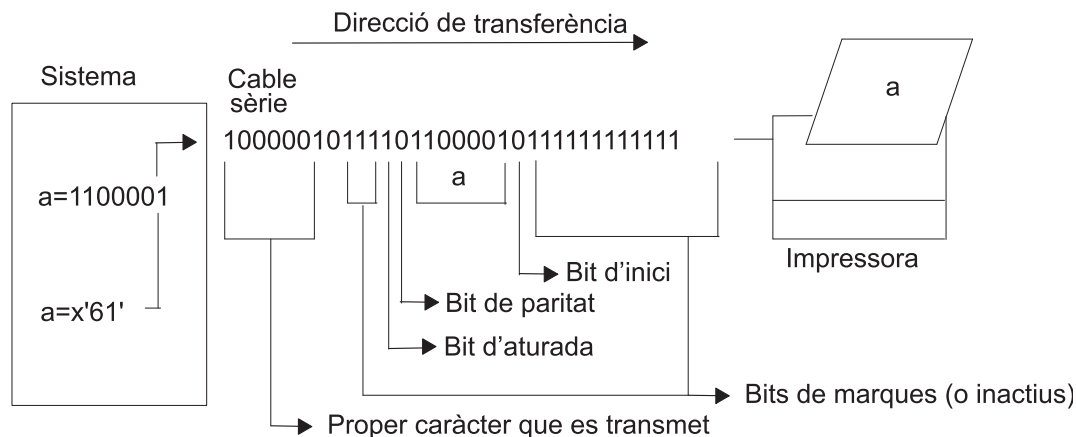 Direcció de transferència
Sistema
Cable
sèrie
1000001011110110000101111111111111
a
a=1100001
a
Impressora
Bit d'inici
Bit de paritat
a=x'61'
Bit d'aturada
Bits de marques (o inactius)
Proper caràcter que es transmet